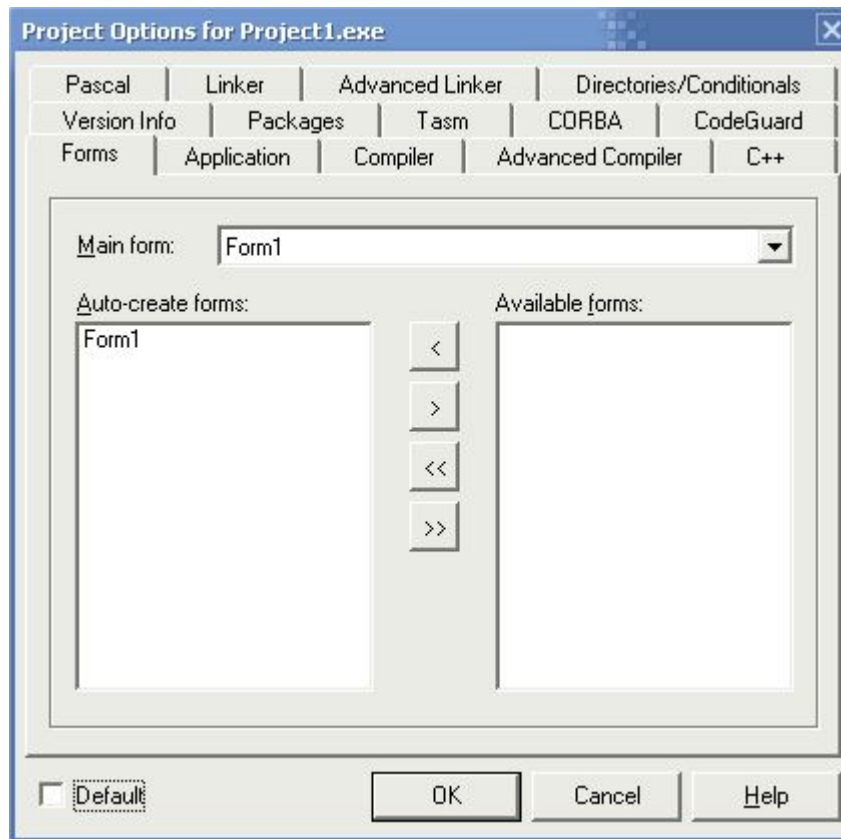 Project Options for Project1.exe
Pascal Linker Advanced Linker Directories/Conditionals
Version Info Packages Tasm CORBA CodeGuard
Forms Application Compiler Advanced Compiler C++
Main form: Form1
Auto-create forms: Available forms:
Form1
<
>
<<
>>
Default OK Cancel Help